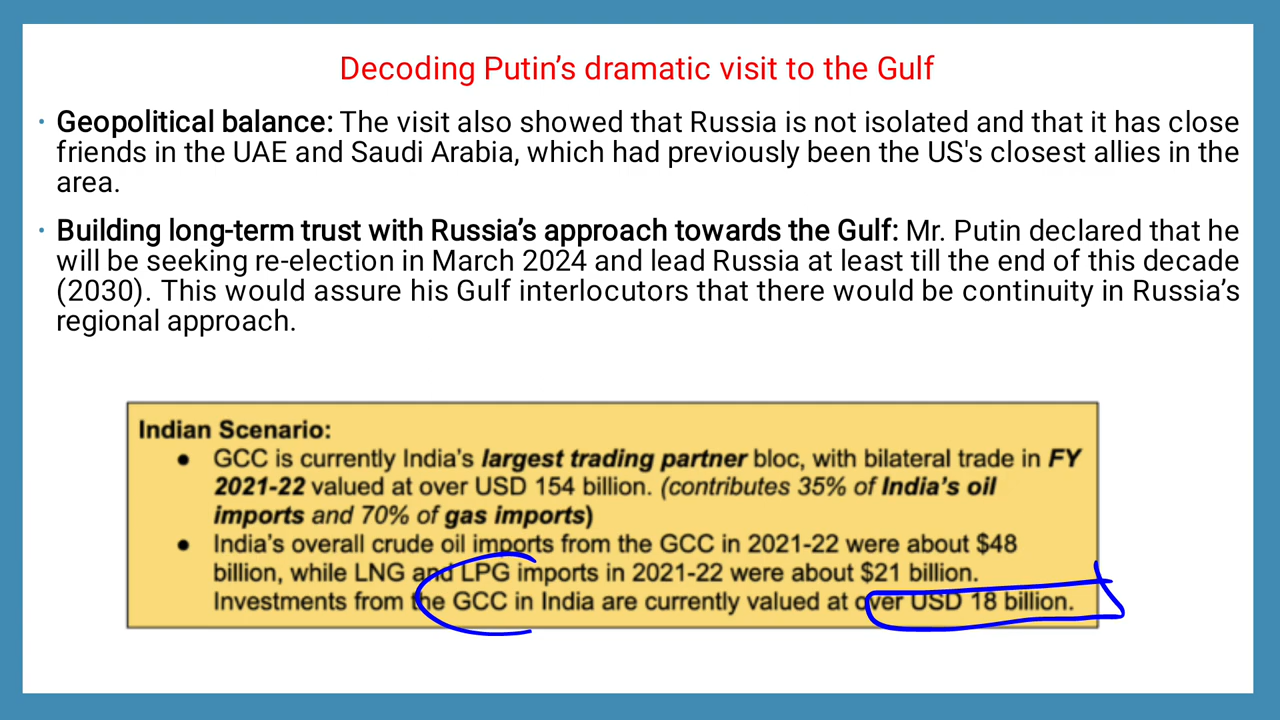 Decoding Putin’s dramatic visit to the Gulf
• Geopolitical balance: The visit also showed that Russia is not isolated and that it has close
friends in the UAE and Saudi Arabia, which had previously been the US's closest allies in the
area.
• Building long-term trust with Russia’s approach towards the Gulf: Mr. Putin declared that he
will be seeking re-election in March 2024 and lead Russia at least till the end of this decade
(2030). This would assure his Gulf interlocutors that there would be continuity in Russia’s
regional approach.
Indian Scenario:
● GCC is currently India’s largest trading partner bloc, with bilateral trade in FY
2021-22 valued at over USD 154 billion. (contributes 35% of India’s oil
imports and 70% of gas imports)
● India’s overall crude oil imports from the GCC in 2021-22 were about $48
billion, while LNG and LPG imports in 2021-22 were about $21 billion.
Investments from the GCC in India are currently valued at over USD 18 billion.